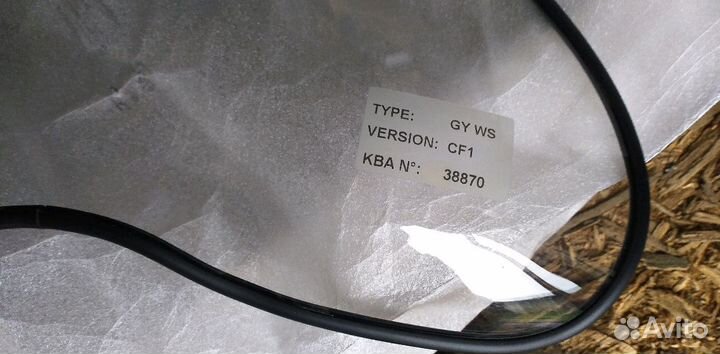 TYPE: GY WS
VERSION: CF1
KBA N°: 38870
Avito